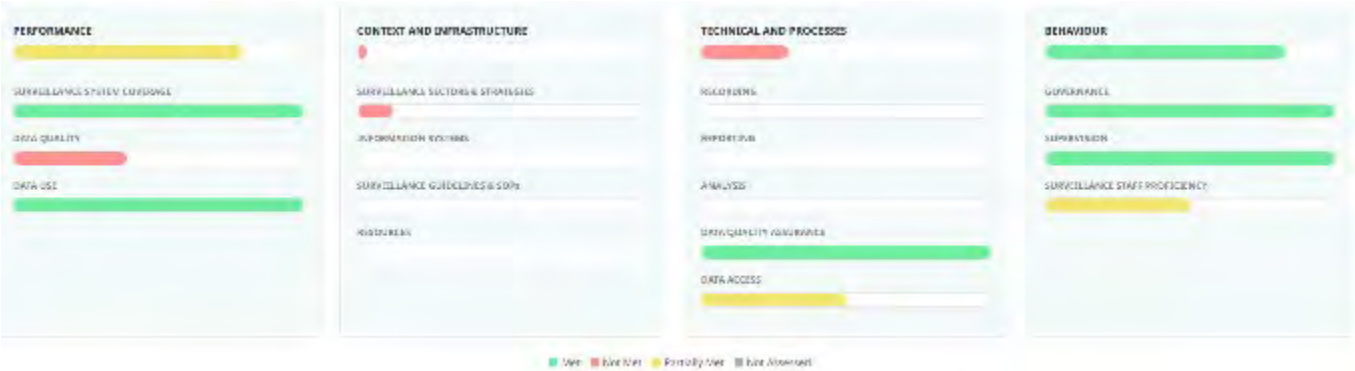 PERFORMANCE
SURVEILLANCE SYSTEM COVERAGE
DATA QUALITY
DATA USE
CONTEXT AND INFRASTRUCTURE
SURVEILLANCE SECTORS & STRATEGIES
INFORMATION SYSTEMS
SURVEILLANCE GUIDELINES & SOPs
RESOURCES
TECHNICAL AND PROCESSES
RECORDING
REPORTING
ANALYSIS
DATA QUALITY ASSURANCE
DATA ACCESS
BEHAVIOUR
GOVERNANCE
SUPERVISION
SURVEILLANCE STAFF PROFICIENCY
Met Not Met Partially Met Not Assessed